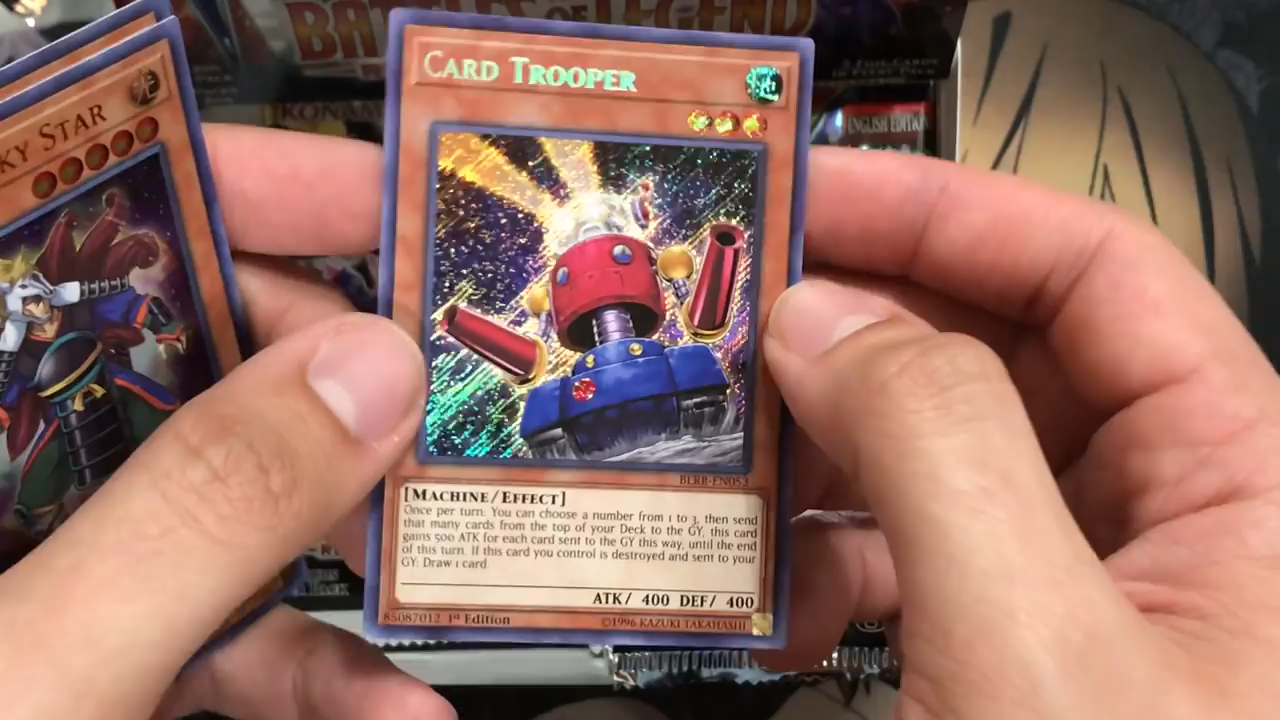 BATTLES OF LEGEND
KONAMI
ENGLISH EDITION
KY STAR
CARD TROOPER
BLRR-EN053
[MACHINE/EFFECT]
Once per turn: You can choose a number from 1 to 3, then send
that many cards from the top of your Deck to the GY, this card
gains 500 ATK for each card sent to the GY this way, until the end
of this turn. If this card you control is destroyed and sent to your
GY: Draw 1 card.
ATK/ 400 DEF/ 400
85087012 1st Edition
©1996 KAZUKI TAKAHASHI